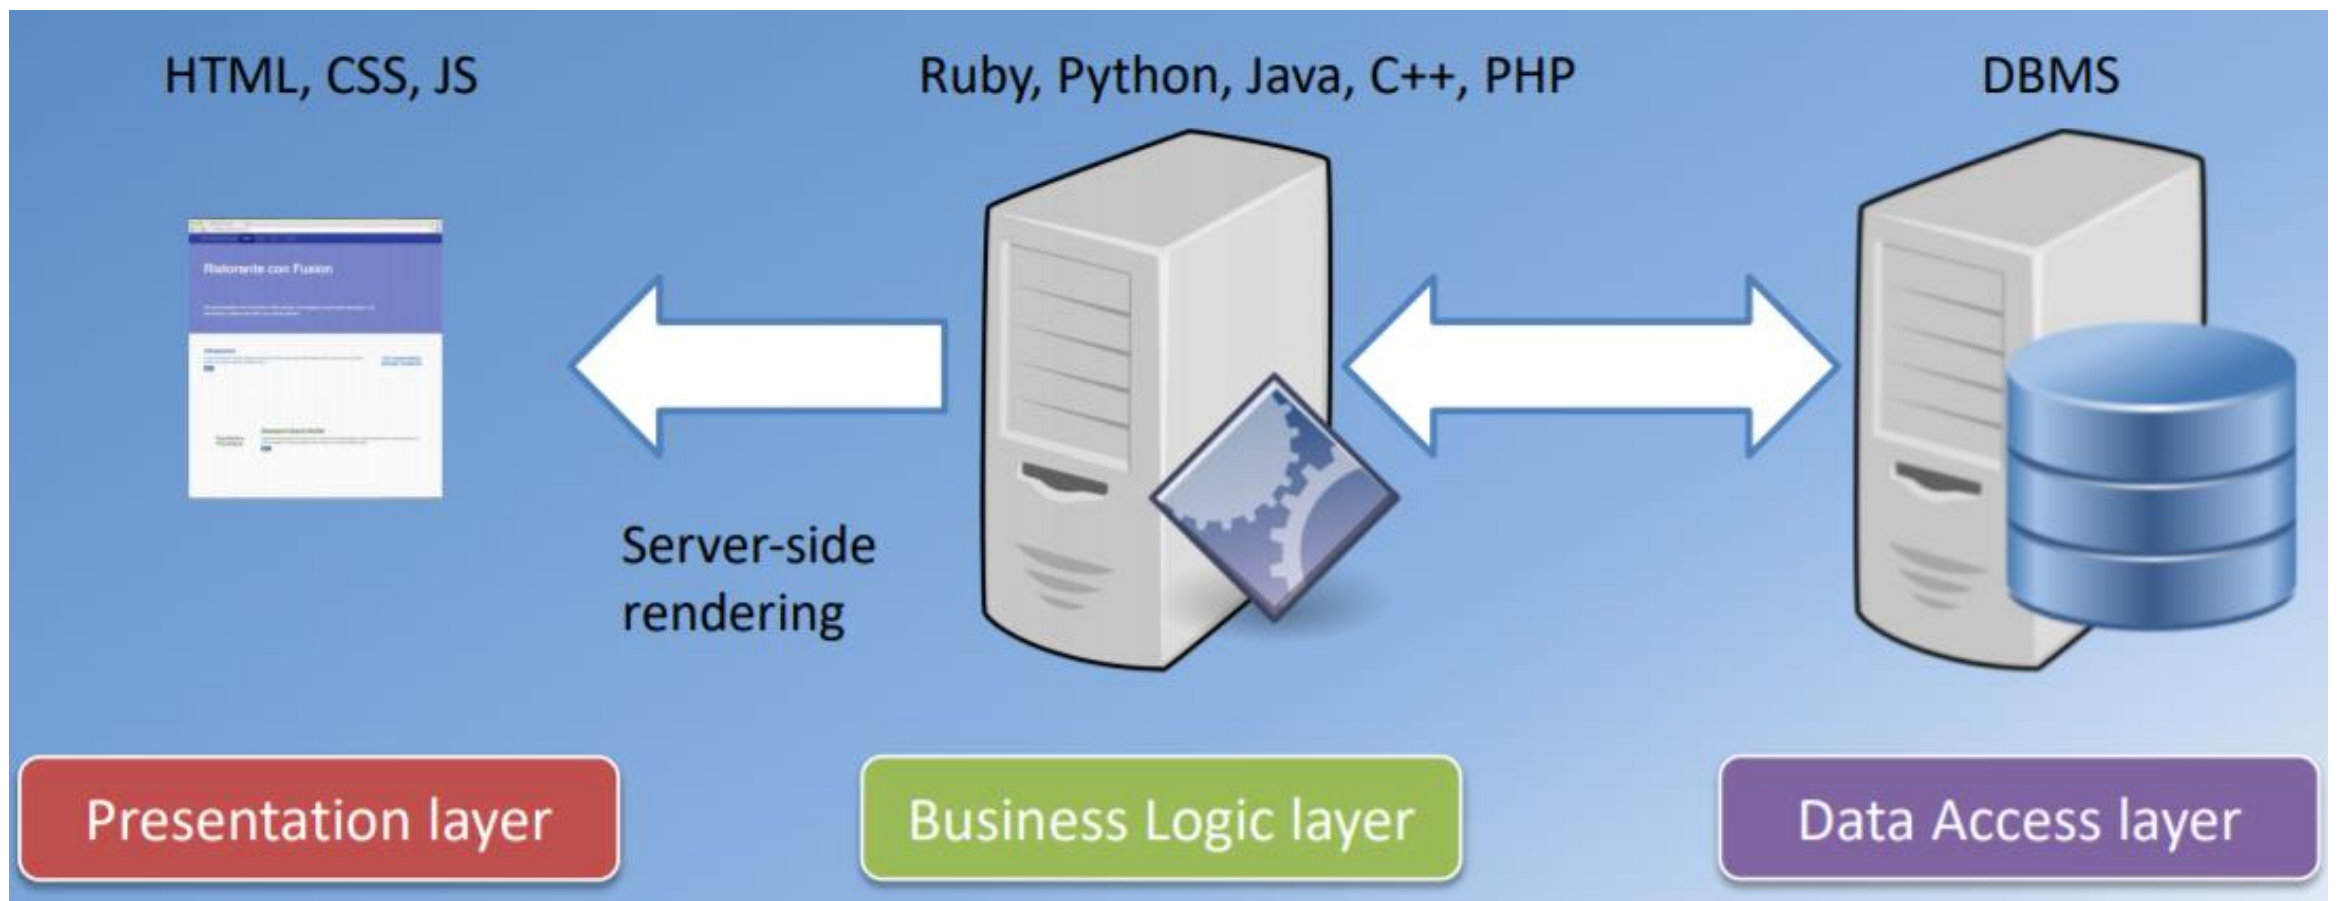 HTML, CSS, JS
Ruby, Python, Java, C++, PHP
DBMS
Ristorante con Fusion
Server-side
rendering
Presentation layer
Business Logic layer
Data Access layer